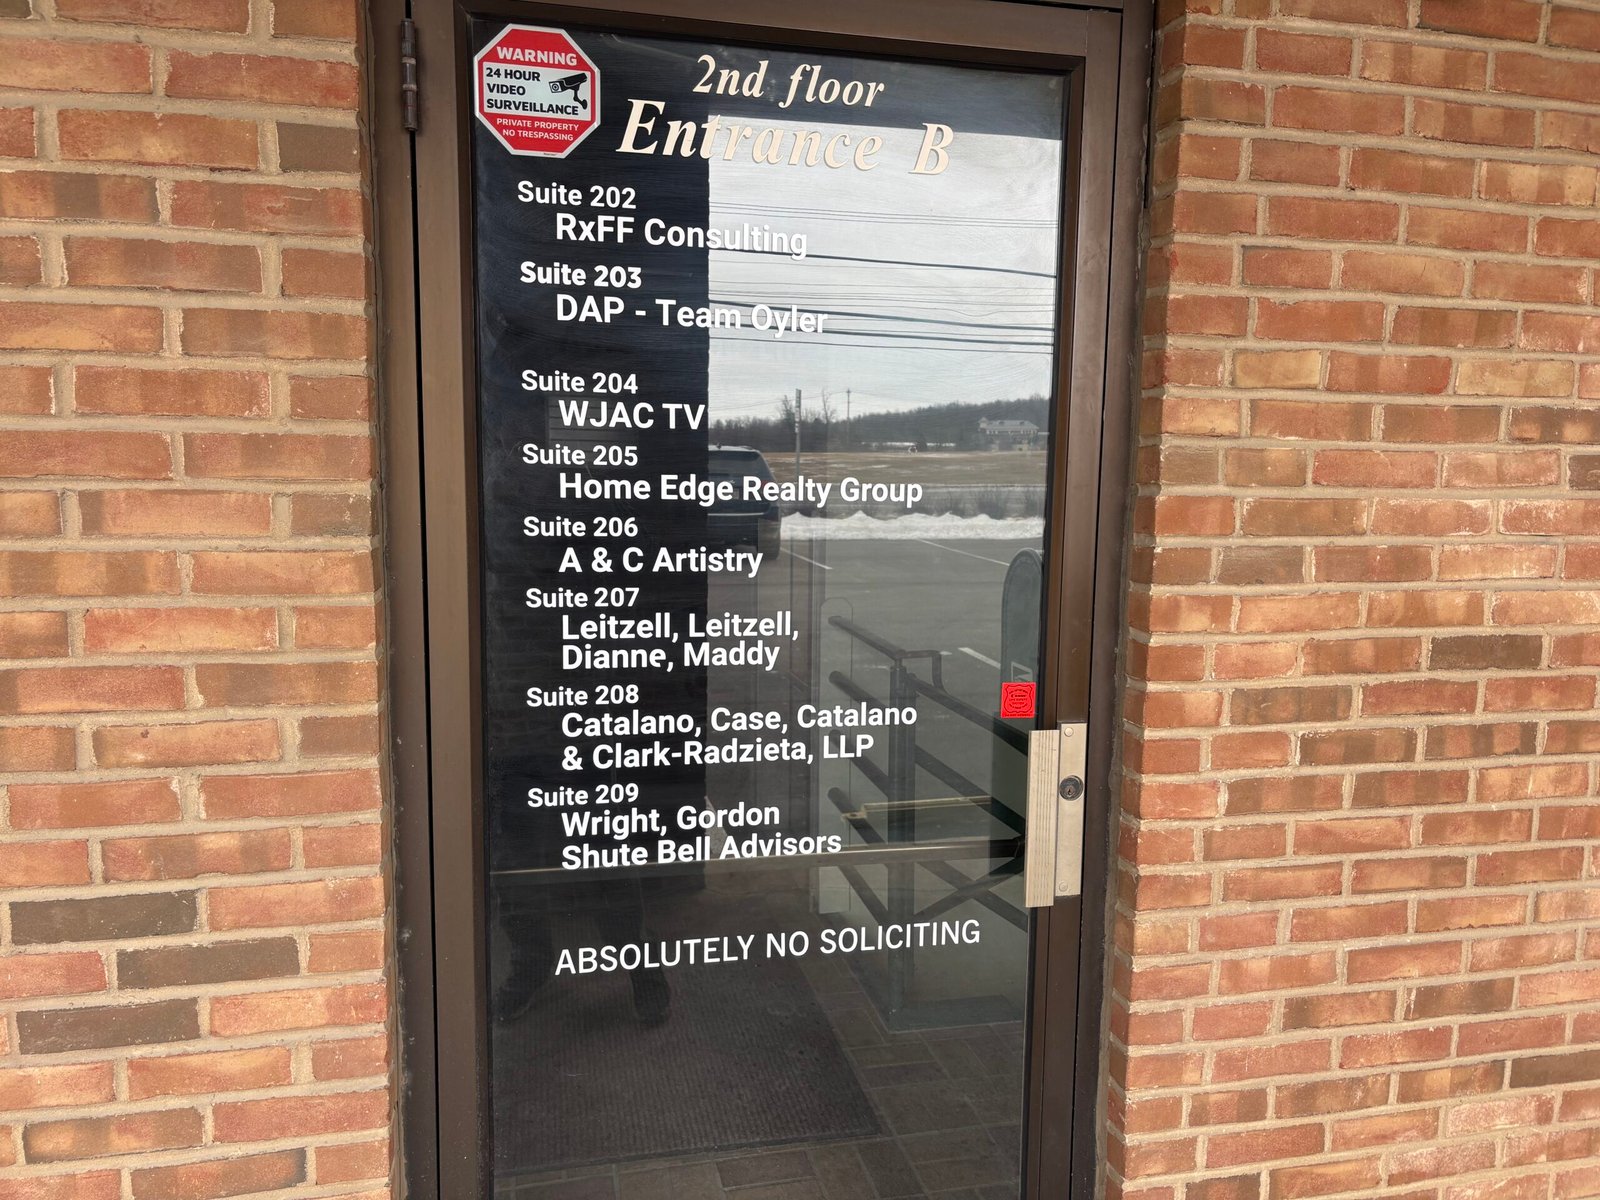 WARNING
24 HOUR
VIDEO
SURVEILLANCE
PRIVATE PROPERTY
NO TRESPASSING
2nd floor
Entrance B
Suite 202
RxFF Consulting
Suite 203
DAP - Team Oyler
Suite 204
WJAC TV
Suite 205
Home Edge Realty Group
Suite 206
A & C Artistry
Suite 207
Leitzell, Leitzell,
Dianne, Maddy
Suite 208
Catalano, Case, Catalano
& Clark-Radzieta, LLP
Suite 209
Wright, Gordon
Shute Bell Advisors
ABSOLUTELY NO SOLICITING